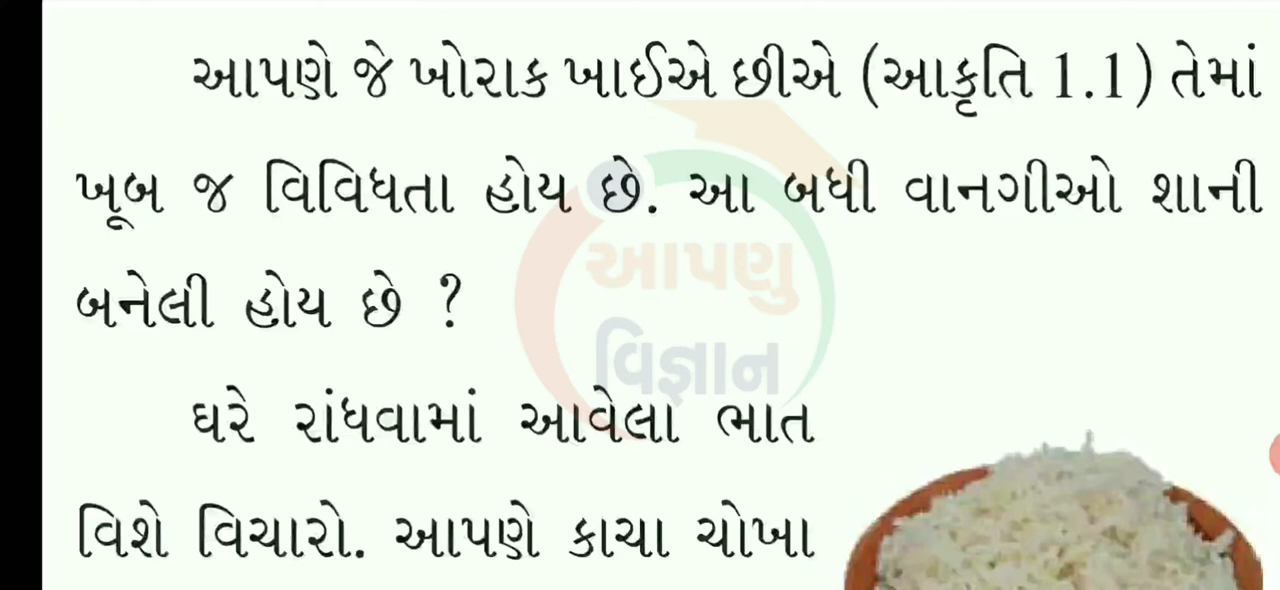 આપણે જે ખોરાક ખાઈએ છીએ (આકૃતિ 1.1) તેમાં
ખૂબ જ વિવિધતા હોય છે. આ બધી વાનગીઓ શાની
બનેલી હોય છે ?
આપણુ
વિજ્ઞાન
ઘરે રાંધવામાં આવેલા ભાત
વિશે વિચારો. આપણે કાચા ચોખા